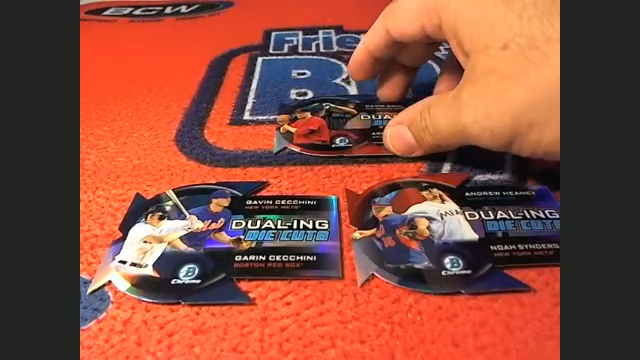 BCW
Frie
B
DUAL
DIE
GAVIN CECCHINI
NEW YORK METS
DUAL-ING
DIE CUTS
GARIN CECCHINI
BOSTON RED SOX
B
Chrome
ANDREW HEANEY
DUAL-ING
DIE CUTS
NOAH SYNDERG
NEW YORK METS
B
Chrome